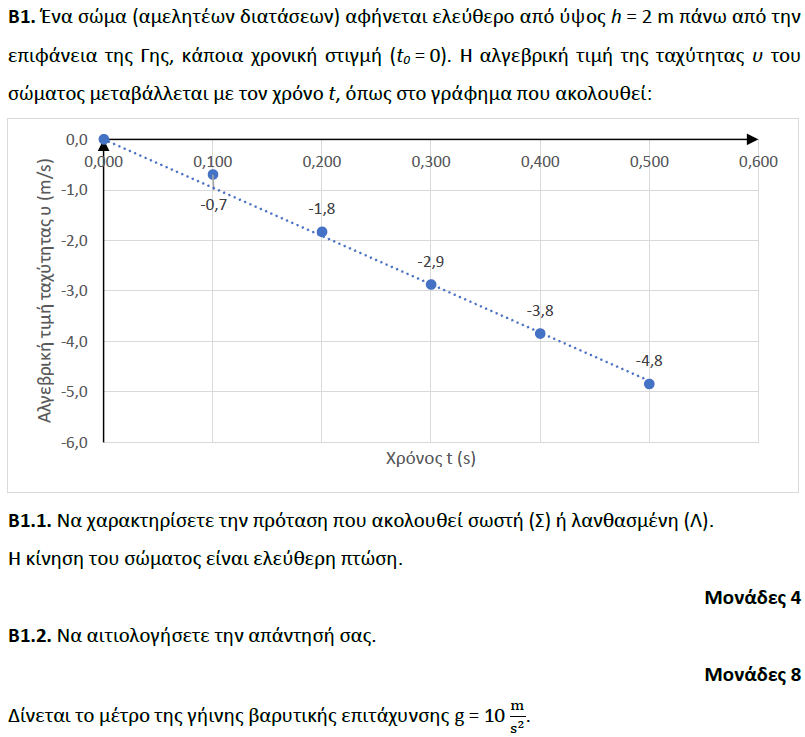 Β1. Ένα σώμα (αμελητέων διατάσεων) αφήνεται ελεύθερο από ύψος h = 2 m πάνω από την
επιφάνεια της Γης, κάποια χρονική στιγμή (t₀ = 0). Η αλγεβρική τιμή της ταχύτητας υ του
σώματος μεταβάλλεται με τον χρόνο t, όπως στο γράφημα που ακολουθεί:
0,0
0,000 0,100 0,200 0,300 0,400 0,500 0,600
-1,0
-0,7
-1,8
-2,0
-2,9
-3,0
-3,8
-4,0
-4,8
-5,0
-6,0
Αλγεβρική τιμή ταχύτητας υ (m/s)
Χρόνος t (s)
Β1.1. Να χαρακτηρίσετε την πρόταση που ακολουθεί σωστή (Σ) ή λανθασμένη (Λ).
Η κίνηση του σώματος είναι ελεύθερη πτώση.
Μονάδες 4
Β1.2. Να αιτιολογήσετε την απάντησή σας.
Μονάδες 8
Δίνεται το μέτρο της γήινης βαρυτικής επιτάχυνσης g = 10 m/s².